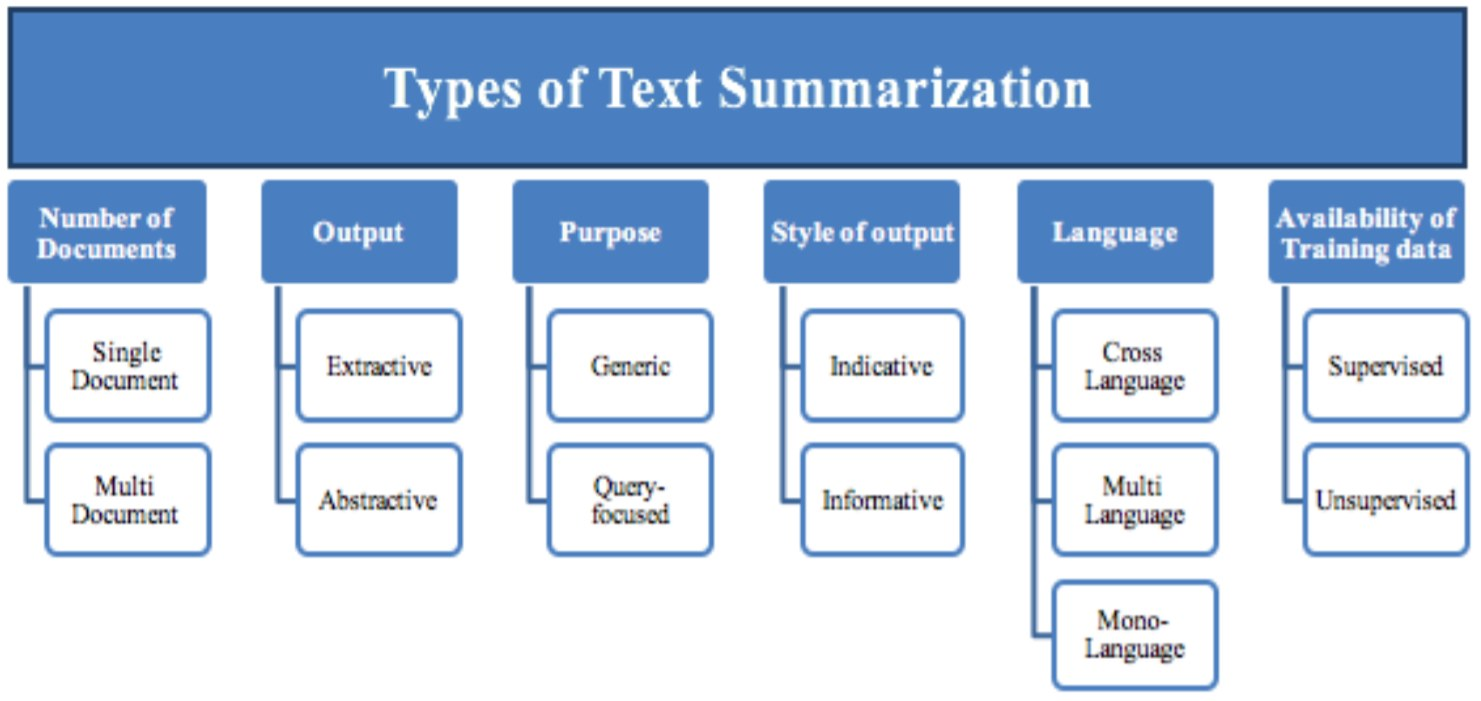 Types of Text Summarization
Number of
Documents
Single
Document
Multi
Document
Output
Extractive
Abstractive
Purpose
Generic
Query-
focused
Style of output
Indicative
Informative
Language
Cross
Language
Multi
Language
Mono-
Language
Availability of
Training data
Supervised
Unsupervised